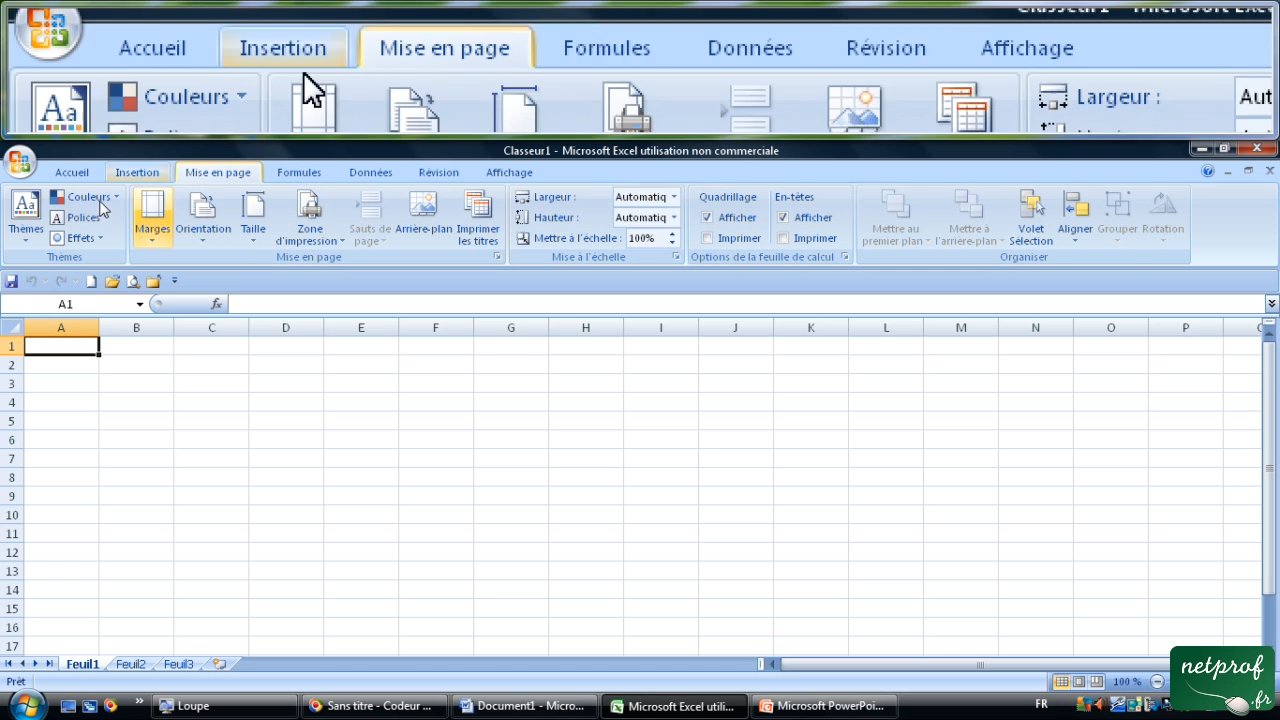 Accueil Insertion Mise en page Formules Données Révision Affichage
Couleurs Largeur :
Classeur1 - Microsoft Excel utilisation non commerciale
Accueil Insertion Mise en page Formules Données Révision Affichage
Couleurs Largeur : Automatiq Quadrillage En-têtes
Polices Hauteur : Automatiq Afficher Afficher
Thèmes Marges Orientation Taille Zone d'impression Sauts de page Arrière-plan Imprimer les titres Mettre au premier plan Mettre à l'arrière-plan Volet Sélection Aligner Grouper Rotation
Effets Mettre à l'échelle : 100% Imprimer Imprimer
Thèmes Mise en page Mise à l'échelle Options de la feuille de calcul Organiser
A1 fx
A B C D E F G H I J K L M N O P
1
2
3
4
5
6
7
8
9
10
11
12
13
14
15
16
17
Feuil1 Feuil2 Feuil3
Prêt 100 %
netprof
.fr
Loupe Sans titre - Codeur ... Document1 - Micro... Microsoft Excel utili... Microsoft PowerPoi... FR